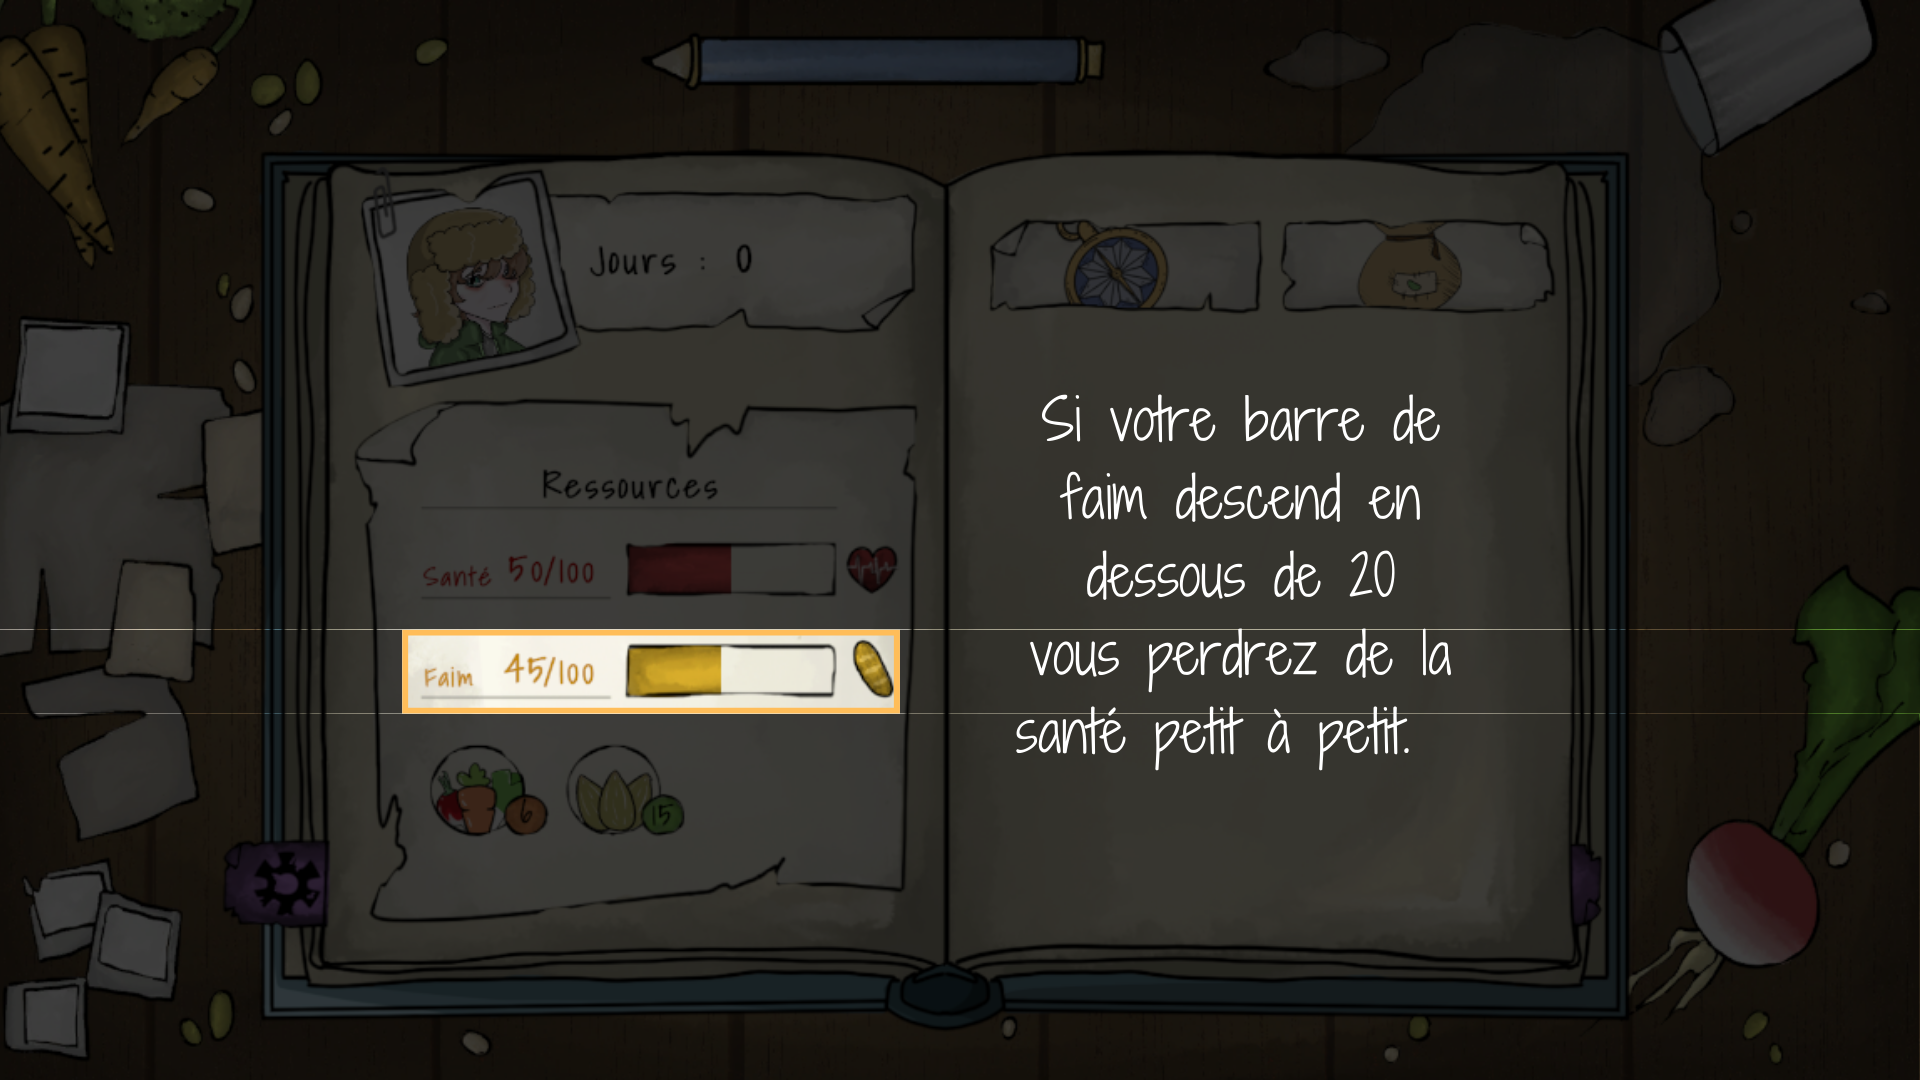 Jours : 0
Ressources
Santé 50/100
Faim 45/100
6
15
Si votre barre de
faim descend en
dessous de 20
vous perdrez de la
santé petit à petit.